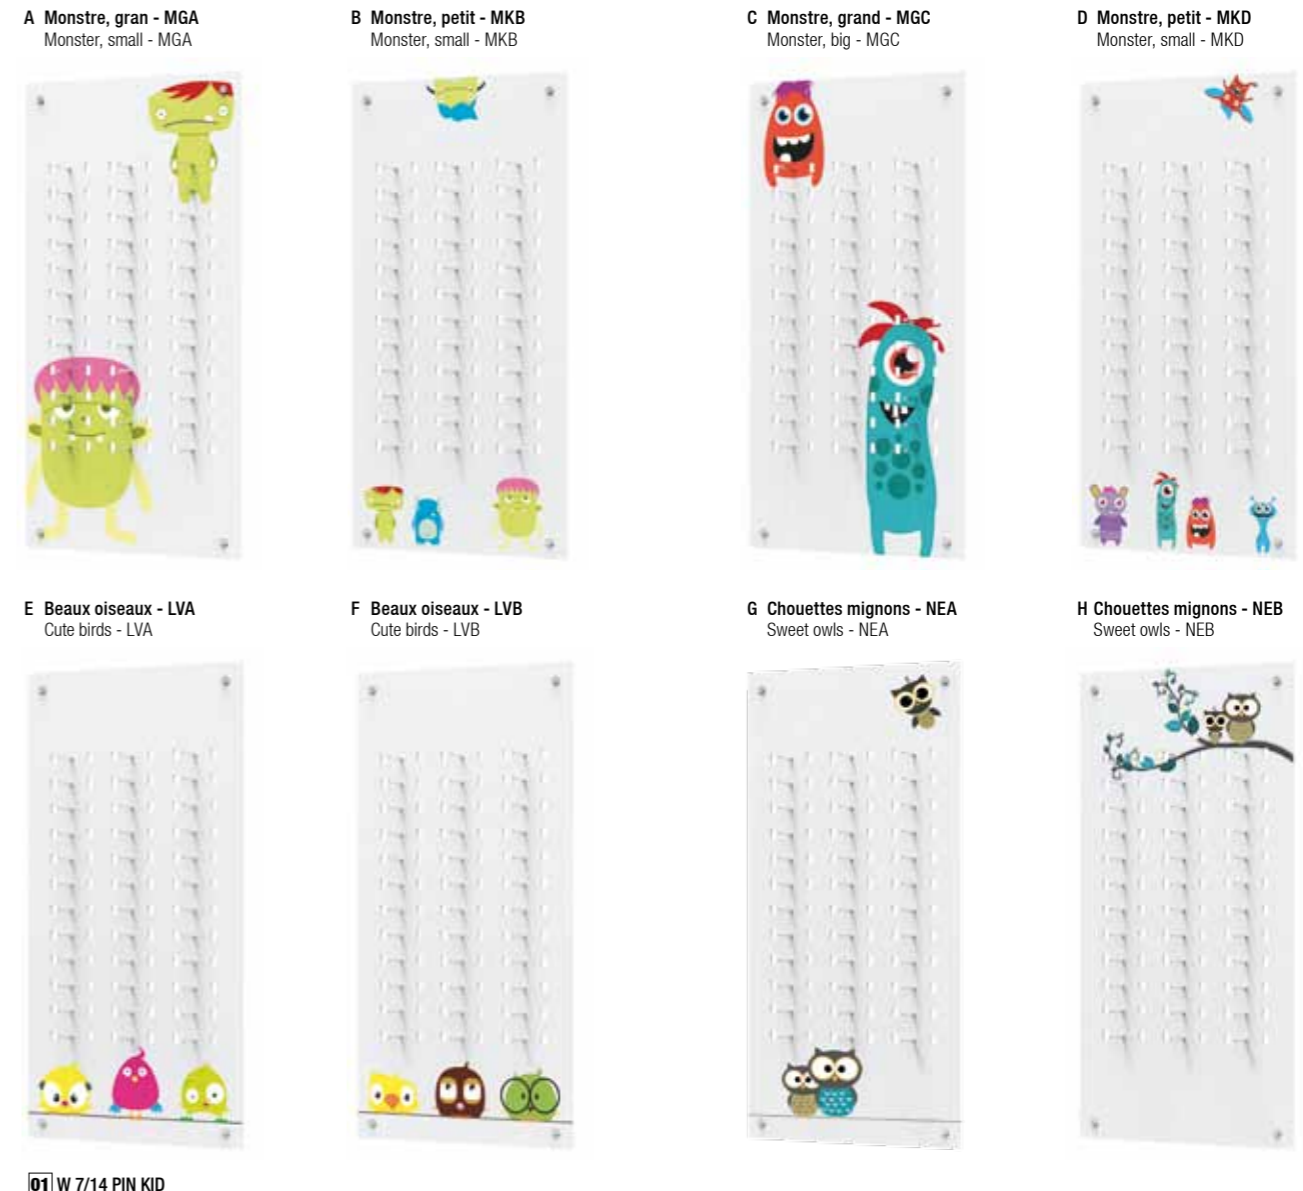 A Monstre, gran - MGA
Monster, small - MGA
B Monstre, petit - MKB
Monster, small - MKB
C Monstre, grand - MGC
Monster, big - MGC
D Monstre, petit - MKD
Monster, small - MKD
E Beaux oiseaux - LVA
Cute birds - LVA
F Beaux oiseaux - LVB
Cute birds - LVB
G Chouettes mignons - NEA
Sweet owls - NEA
H Chouettes mignons - NEB
Sweet owls - NEB
01 W 7/14 PIN KID